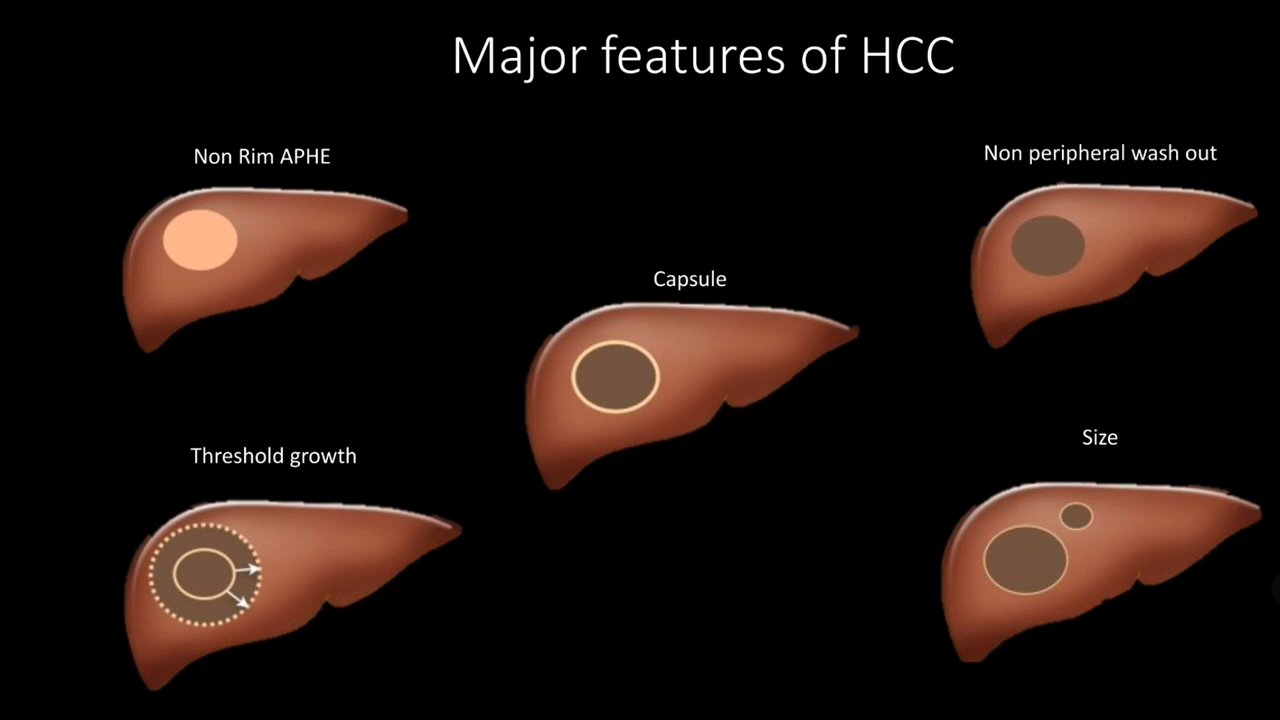 Major features of HCC
Non Rim APHE
Non peripheral wash out
Capsule
Threshold growth
Size